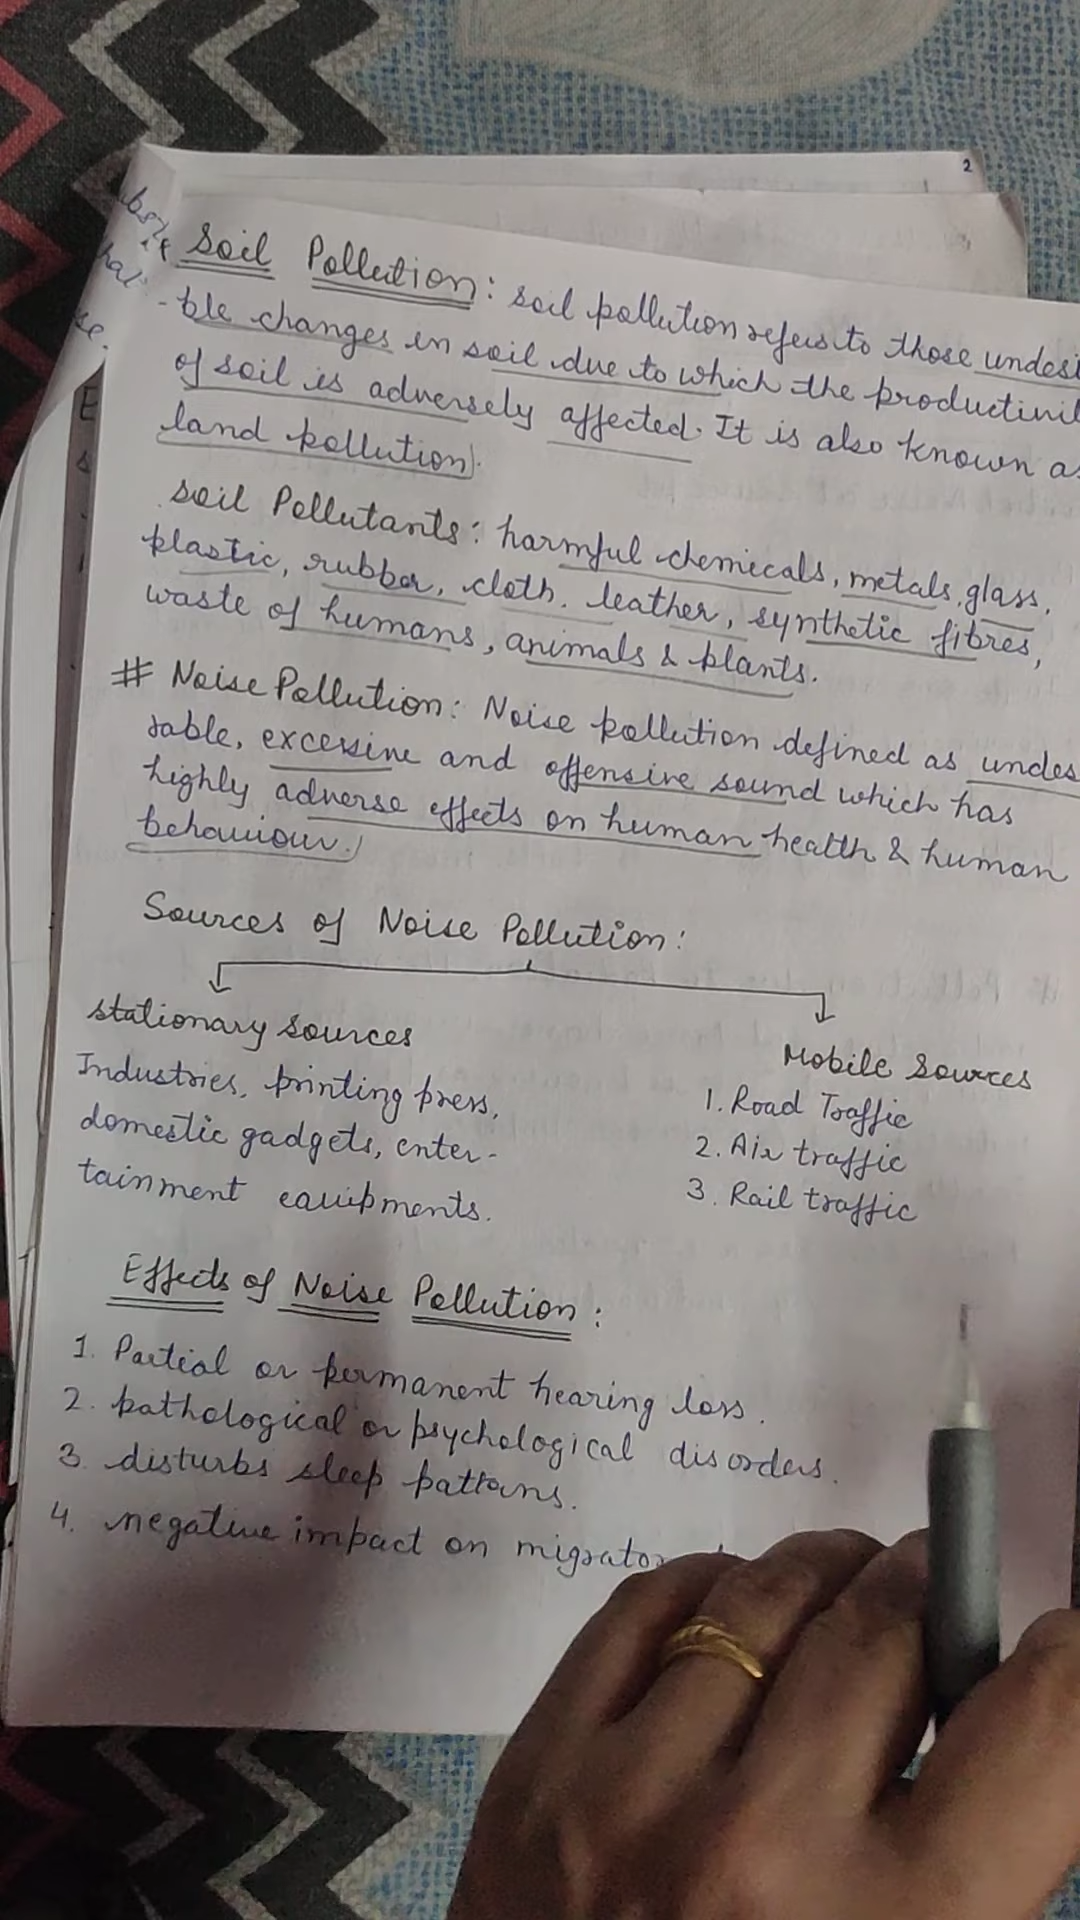 2
Soil Pollution: soil pollution refers to those undesi
-ble changes in soil due to which the productivit
of soil is adversely affected. It is also known as
land pollution.
soil Pollutants: harmful chemicals, metals, glass,
plastic, rubber, cloth, leather, synthetic fibres,
waste of humans, animals & plants.
# Noise Pollution: Noise pollution defined as undes
rable, excersive and offensive sound which has
highly adverse effects on human health & human
behaviour.
Sources of Noise Pollution:
stationary sources
Industries, printing press,
domestic gadgets, enter-
tainment equipments.
Mobile Sources
1. Road Traffic
2. Air traffic
3. Rail traffic
Effects of Noise Pollution:
1. Partial or permanent hearing loss.
2. pathological or psychological disorders.
3. disturbs sleep patterns.
4. negative impact on